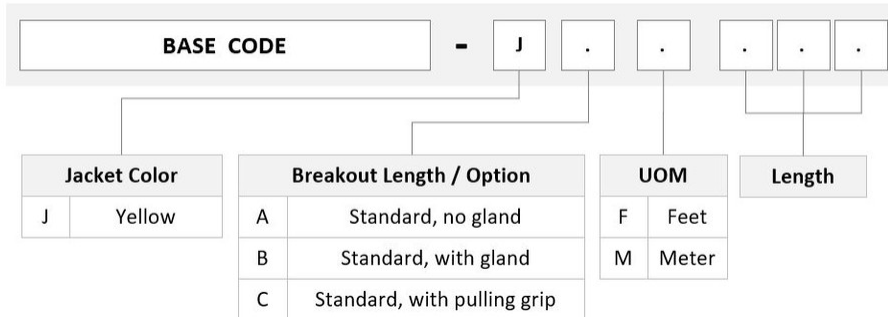 BASE CODE - J . . . . .
Jacket Color
J Yellow
Breakout Length / Option
A Standard, no gland
B Standard, with gland
C Standard, with pulling grip
UOM
F Feet
M Meter
Length